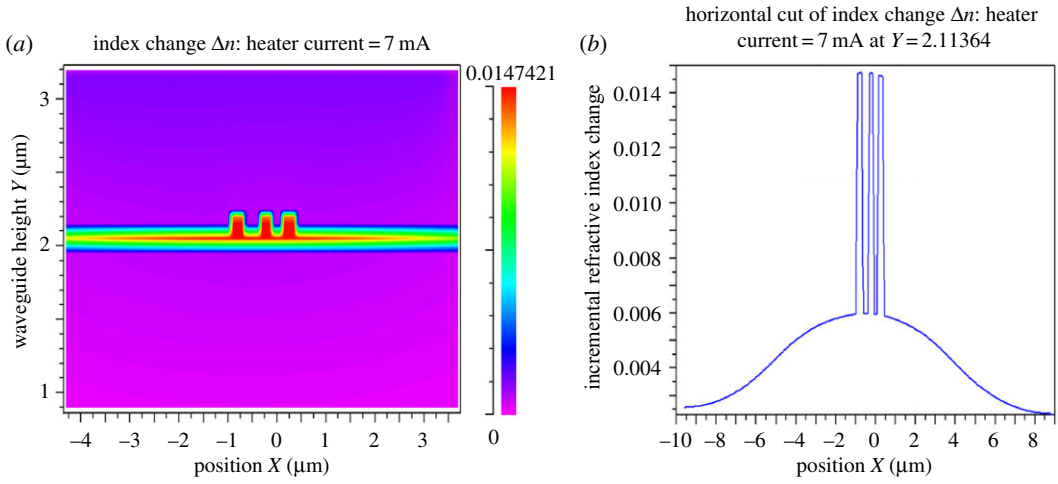 (a)
index change Δn: heater current = 7 mA
0.0147421
3
2
1
waveguide height Y (µm)
0
–4 –3 –2 –1 0 1 2 3
position X (µm)
(b)
horizontal cut of index change Δn: heater
current = 7 mA at Y = 2.11364
0.014
0.012
0.010
0.008
0.006
0.004
incremental refractive index change
–10 –8 –6 –4 –2 0 2 4 6 8
position X (µm)